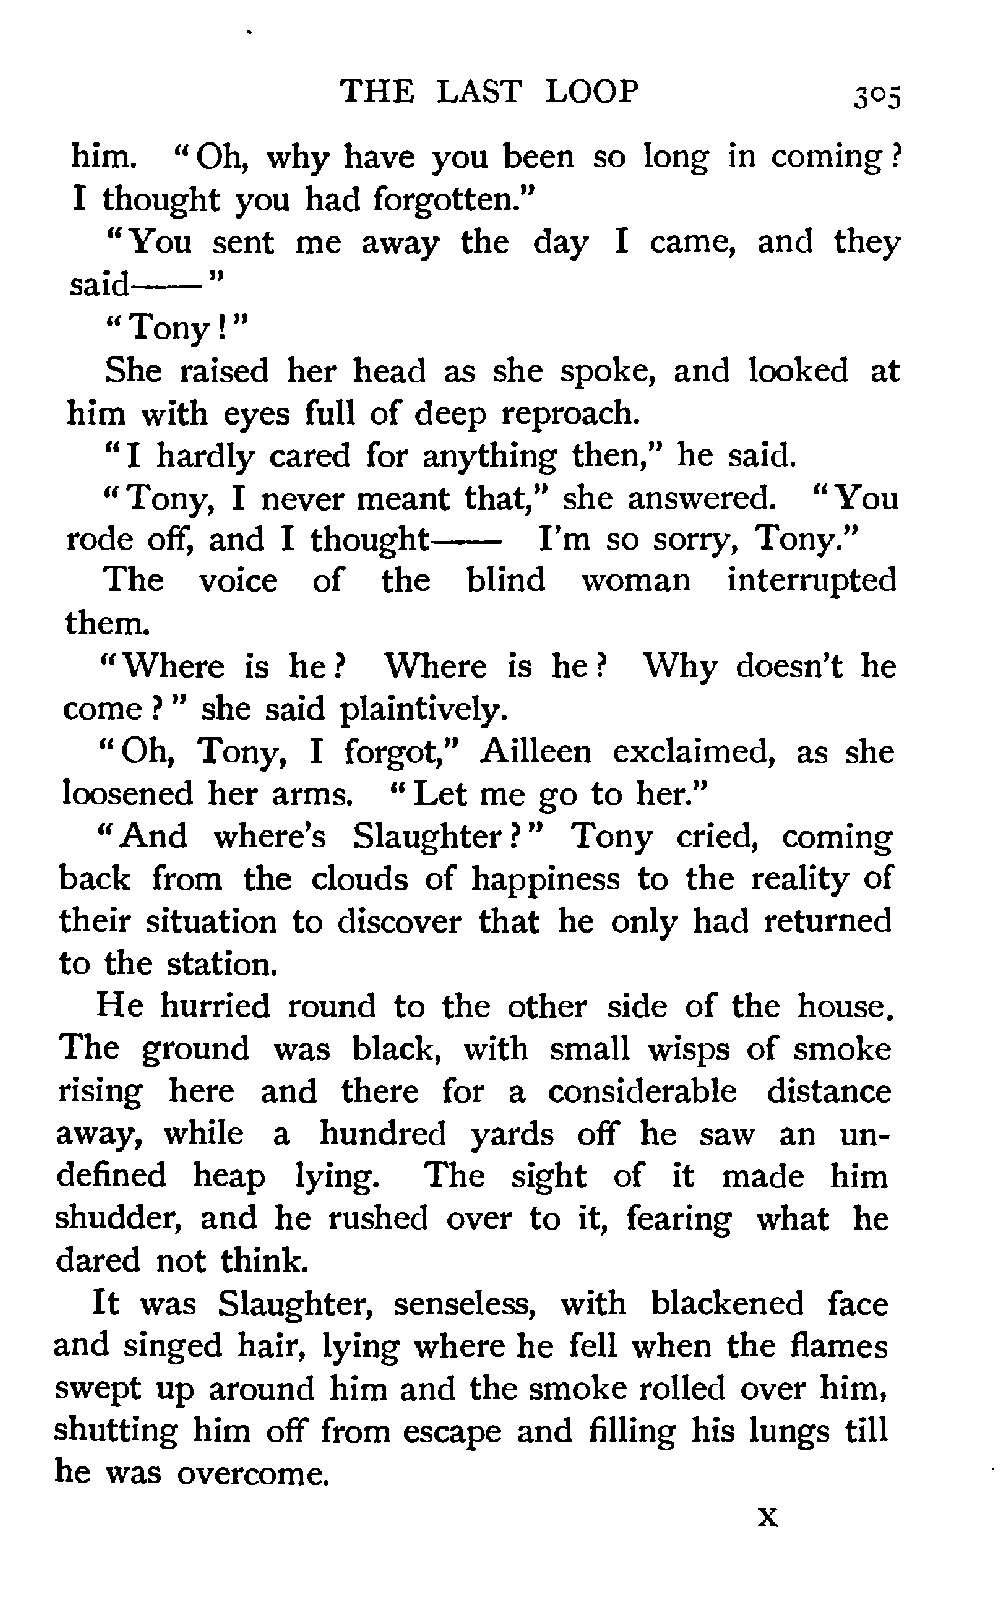 THE LAST LOOP 305
him. "Oh, why have you been so long in coming?
I thought you had forgotten."
"You sent me away the day I came, and they
said——"
"Tony!"
She raised her head as she spoke, and looked at
him with eyes full of deep reproach.
"I hardly cared for anything then," he said.
"Tony, I never meant that," she answered. "You
rode off, and I thought—— I'm so sorry, Tony."
The voice of the blind woman interrupted
them.
"Where is he? Where is he? Why doesn't he
come?" she said plaintively.
"Oh, Tony, I forgot," Ailleen exclaimed, as she
loosened her arms. "Let me go to her."
"And where's Slaughter?" Tony cried, coming
back from the clouds of happiness to the reality of
their situation to discover that he only had returned
to the station.
He hurried round to the other side of the house.
The ground was black, with small wisps of smoke
rising here and there for a considerable distance
away, while a hundred yards off he saw an un-
defined heap lying. The sight of it made him
shudder, and he rushed over to it, fearing what he
dared not think.
It was Slaughter, senseless, with blackened face
and singed hair, lying where he fell when the flames
swept up around him and the smoke rolled over him,
shutting him off from escape and filling his lungs till
he was overcome.
X